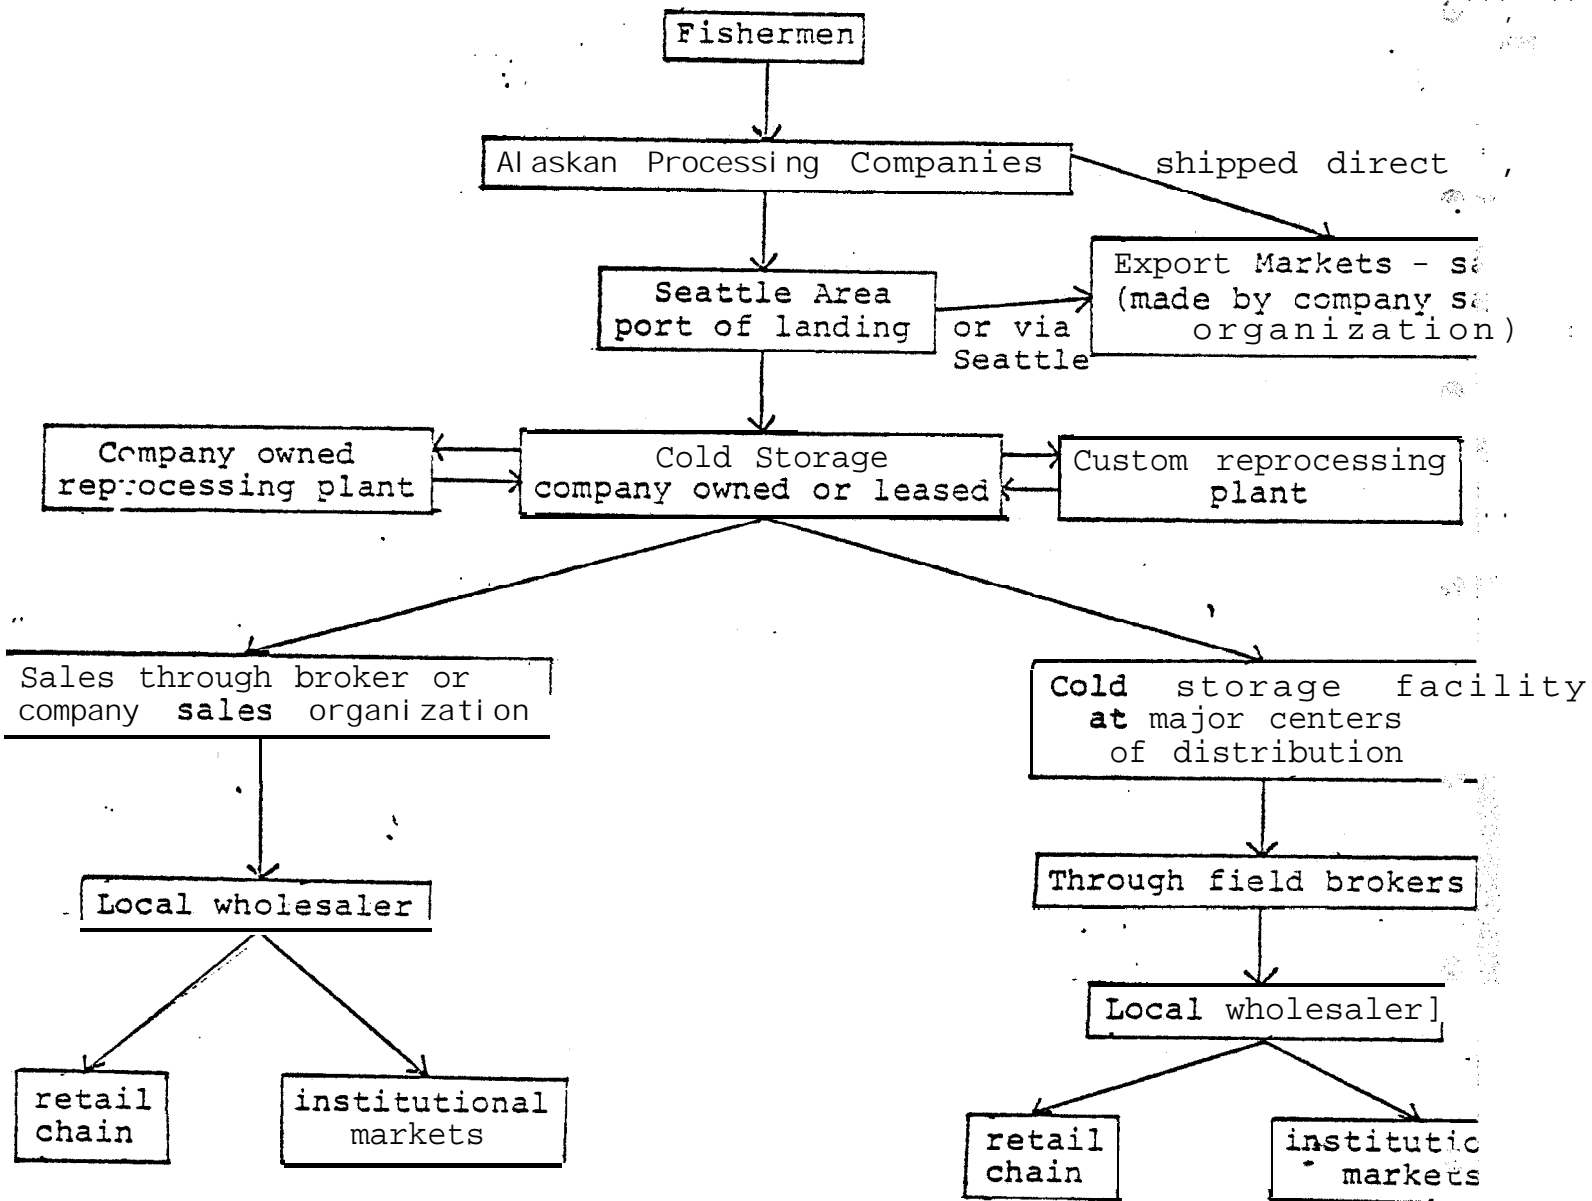 Fishermen
Alaskan Processing Companies
shipped direct
Seattle Area
port of landing
or via
Seattle
Export Markets -
(made by company
organization)
Company owned
reprocessing plant
Cold Storage
company owned or leased
Custom reprocessing
plant
Sales through broker or
company sales organization
Cold storage facility
at major centers
of distribution
Local wholesaler
Through field brokers
Local wholesaler]
retail
chain
institutional
markets
retail
chain
institutio
markets